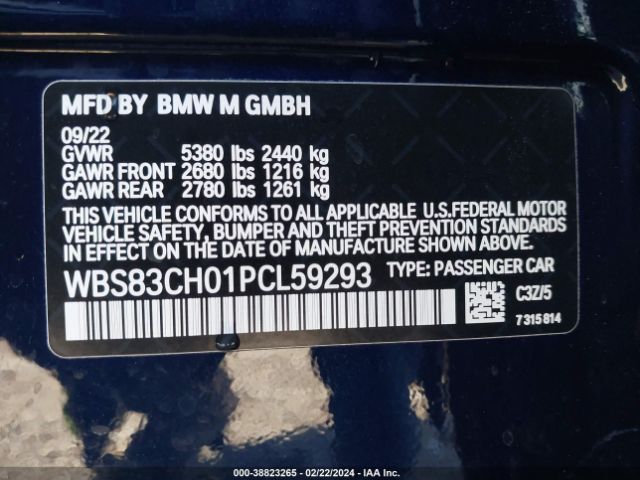 MFD BY BMW M GMBH
09/22
GVWR 5380 lbs 2440 kg
GAWR FRONT 2680 lbs 1216 kg
GAWR REAR 2780 lbs 1261 kg
THIS VEHICLE CONFORMS TO ALL APPLICABLE U.S.FEDERAL MOTOR
VEHICLE SAFETY, BUMPER AND THEFT PREVENTION STANDARDS
IN EFFECT ON THE DATE OF MANUFACTURE SHOWN ABOVE.
WBS83CH01PCL59293 TYPE: PASSENGER CAR
C3Z/5
7315814
000-38823265 - 02/22/2024 - IAA Inc.